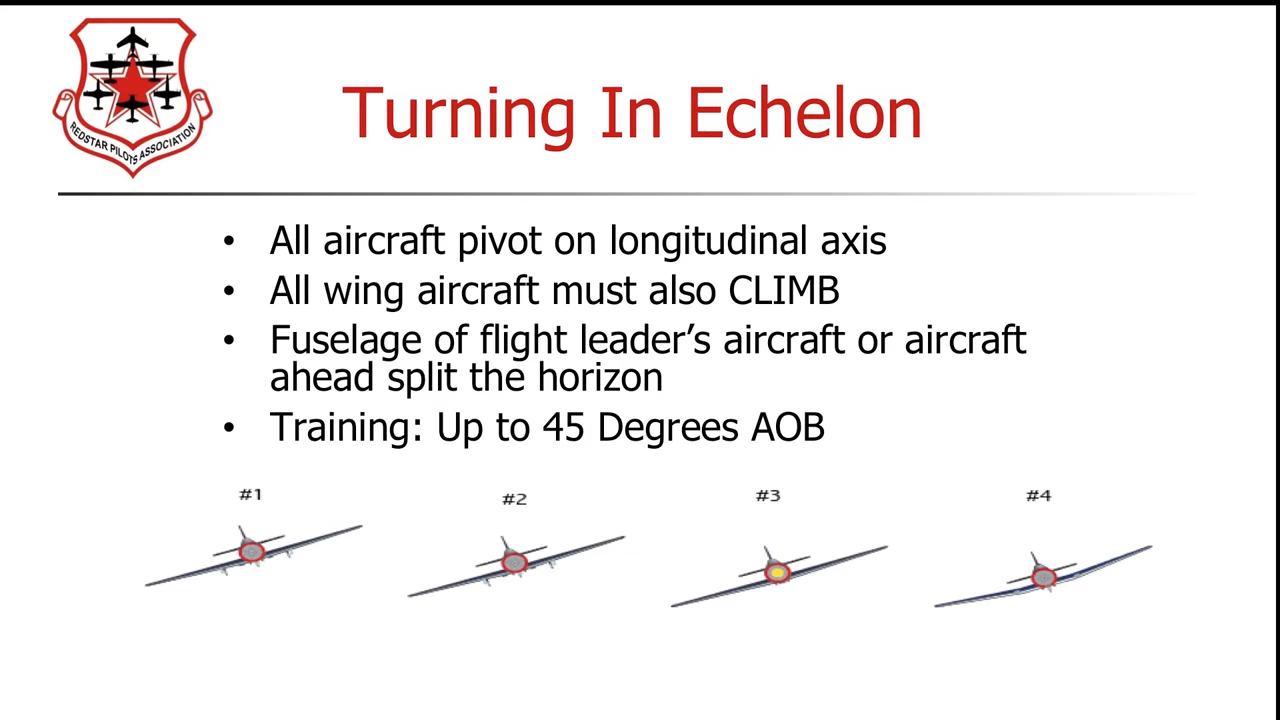 REDSTAR PILOTS ASSOCIATION
Turning In Echelon
• All aircraft pivot on longitudinal axis
• All wing aircraft must also CLIMB
• Fuselage of flight leader’s aircraft or aircraft
ahead split the horizon
• Training: Up to 45 Degrees AOB
#1 #2 #3 #4